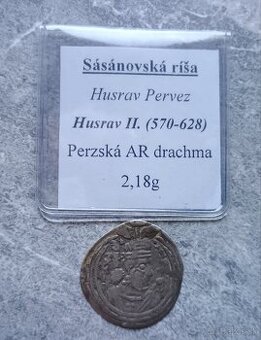 Sásánovská ríša
Husrav Pervez
Husrav II. (570-628)
Perzská AR drachma
2,18g